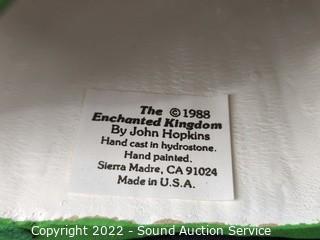 The ©1988
Enchanted Kingdom
By John Hopkins
Hand cast in hydrostone.
Hand painted.
Sierra Madre, CA 91024
Made in U.S.A.
Copyright 2022 - Sound Auction Service